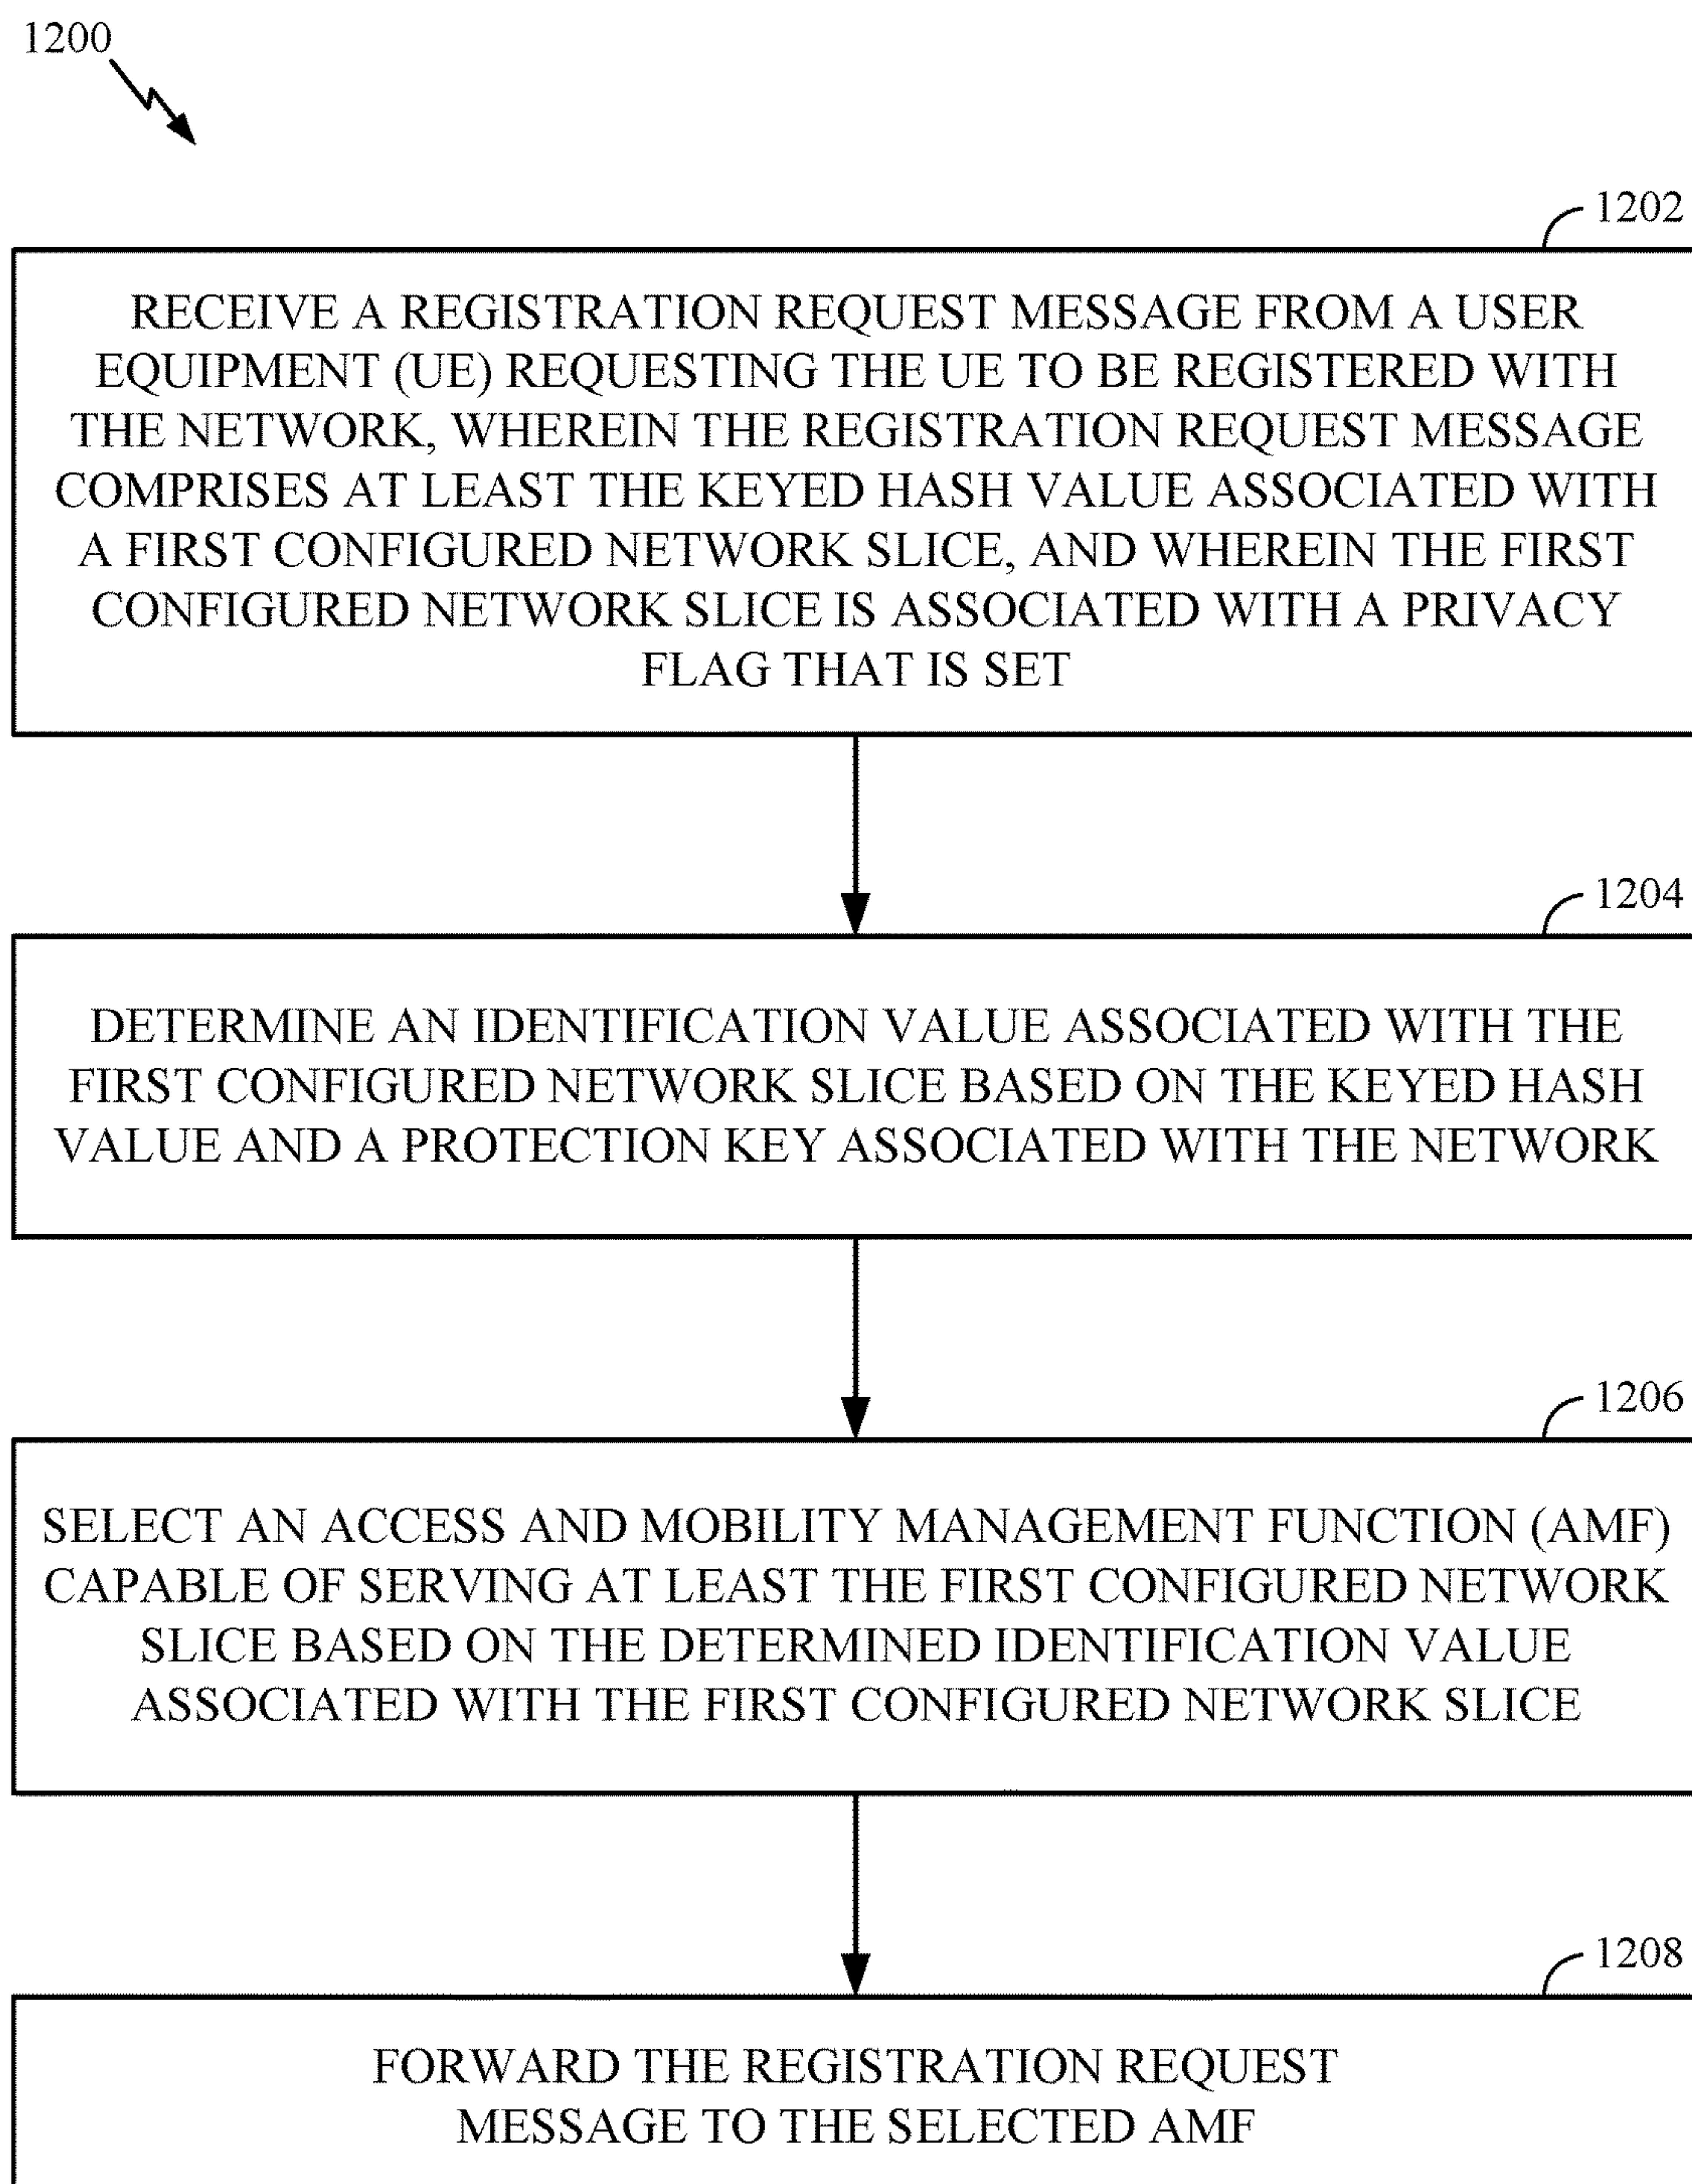 1200
1202
RECEIVE A REGISTRATION REQUEST MESSAGE FROM A USER
EQUIPMENT (UE) REQUESTING THE UE TO BE REGISTERED WITH
THE NETWORK, WHEREIN THE REGISTRATION REQUEST MESSAGE
COMPRISES AT LEAST THE KEYED HASH VALUE ASSOCIATED WITH
A FIRST CONFIGURED NETWORK SLICE, AND WHEREIN THE FIRST
CONFIGURED NETWORK SLICE IS ASSOCIATED WITH A PRIVACY
FLAG THAT IS SET
1204
DETERMINE AN IDENTIFICATION VALUE ASSOCIATED WITH THE
FIRST CONFIGURED NETWORK SLICE BASED ON THE KEYED HASH
VALUE AND A PROTECTION KEY ASSOCIATED WITH THE NETWORK
1206
SELECT AN ACCESS AND MOBILITY MANAGEMENT FUNCTION (AMF)
CAPABLE OF SERVING AT LEAST THE FIRST CONFIGURED NETWORK
SLICE BASED ON THE DETERMINED IDENTIFICATION VALUE
ASSOCIATED WITH THE FIRST CONFIGURED NETWORK SLICE
1208
FORWARD THE REGISTRATION REQUEST
MESSAGE TO THE SELECTED AMF